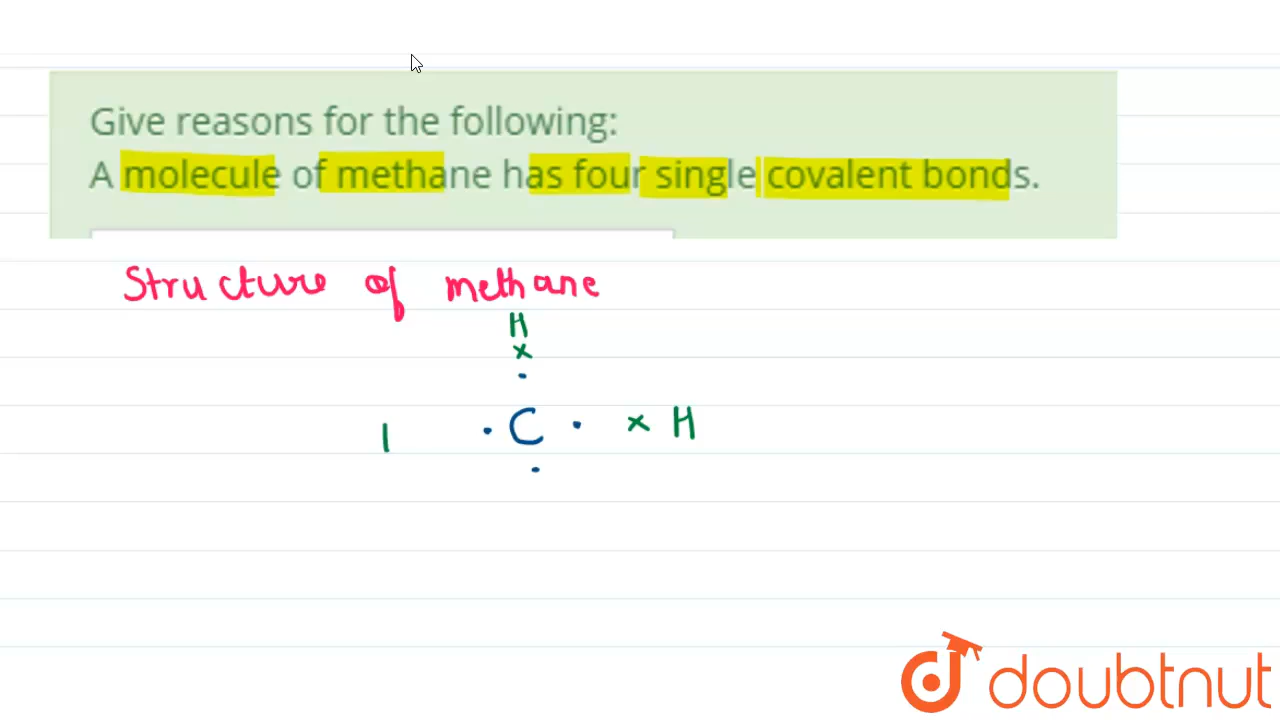 Give reasons for the following:
A molecule of methane has four single covalent bonds.
Structure of methane
H
x
.
I . C . x H
.
doubtnut